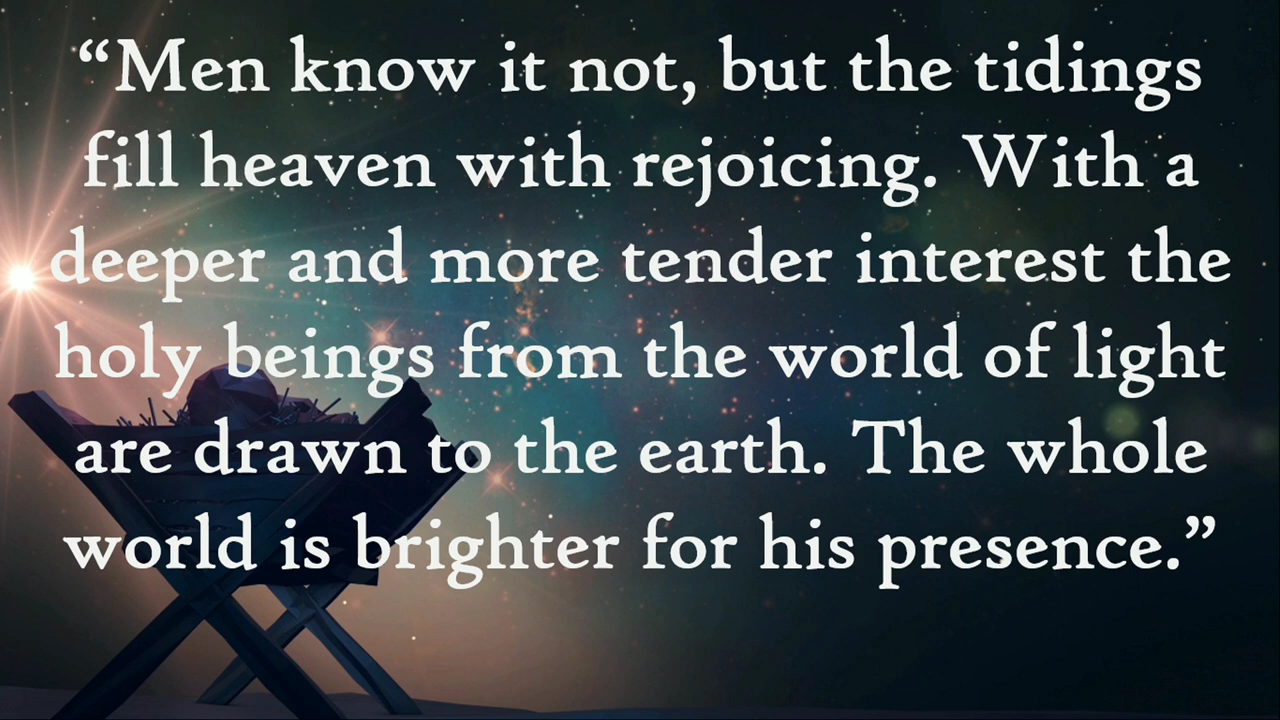 “Men know it not, but the tidings
fill heaven with rejoicing. With a
deeper and more tender interest the
holy beings from the world of light
are drawn to the earth. The whole
world is brighter for his presence.”